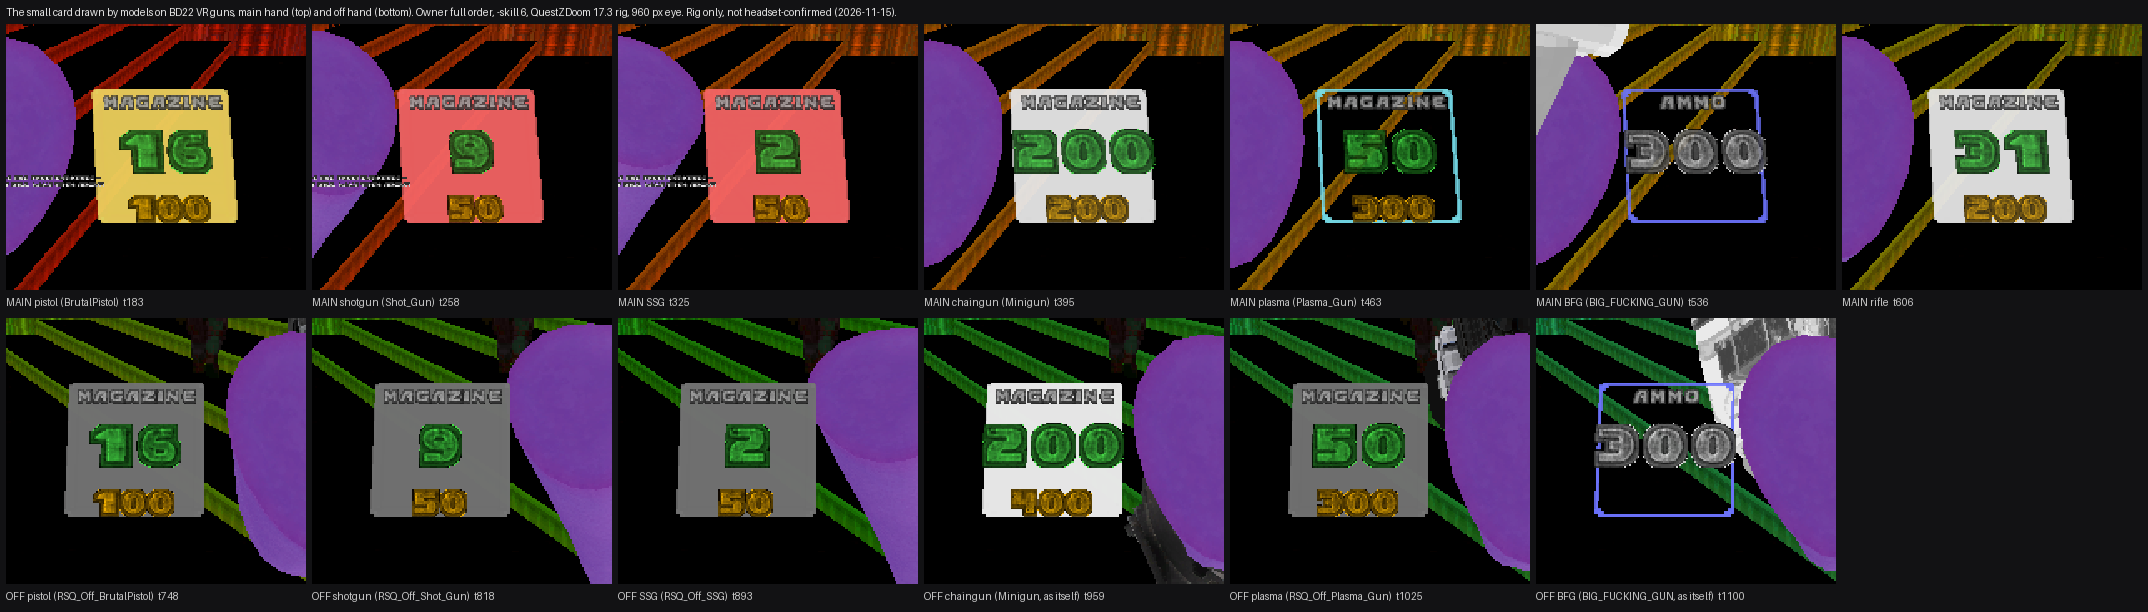 The small card drawn by models on BD22 VR guns, main hand (top) and off hand (bottom). Owner full order, -skill 6, QuestZDoom 17.3 rig, 960 px eye. Rig only, not headset-confirmed (2026-11-15).
MAGAZINE
16
100
MAGAZINE
9
50
MAGAZINE
2
50
MAGAZINE
200
200
MAGAZINE
50
300
AMMO
300
MAGAZINE
31
200
MAIN pistol (BrutalPistol) t183
MAIN shotgun (Shot_Gun) t258
MAIN SSG t325
MAIN chaingun (Minigun) t395
MAIN plasma (Plasma_Gun) t463
MAIN BFG (BIG_FUCKING_GUN) t536
MAIN rifle t606
MAGAZINE
16
100
MAGAZINE
9
50
MAGAZINE
2
50
MAGAZINE
200
400
MAGAZINE
50
300
AMMO
300
OFF pistol (RSQ_Off_BrutalPistol) t748
OFF shotgun (RSQ_Off_Shot_Gun) t818
OFF SSG (RSQ_Off_SSG) t893
OFF chaingun (Minigun, as itself) t959
OFF plasma (RSQ_Off_Plasma_Gun) t1025
OFF BFG (BIG_FUCKING_GUN, as itself) t1100